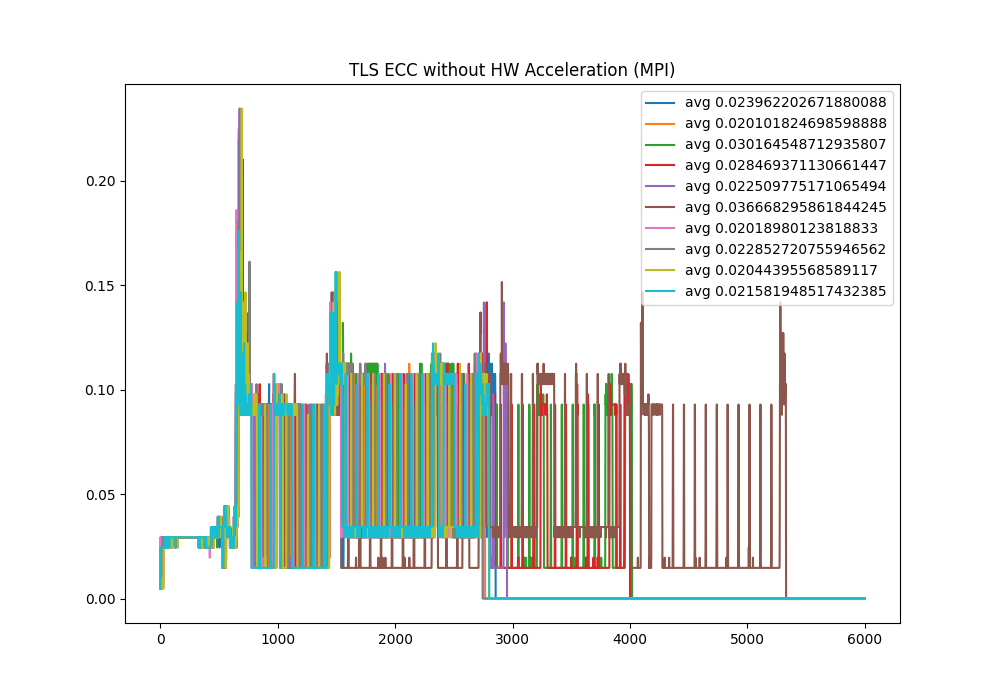 TLS ECC without HW Acceleration (MPI)
avg 0.023962202671880088
avg 0.020101824698598888
avg 0.030164548712935807
avg 0.028469371130661447
avg 0.022509775171065494
avg 0.036668295861844245
avg 0.02018980123818833
avg 0.022852720755946562
avg 0.02044395568589117
avg 0.021581948517432385
0.20
0.15
0.10
0.05
0.00
0 1000 2000 3000 4000 5000 6000